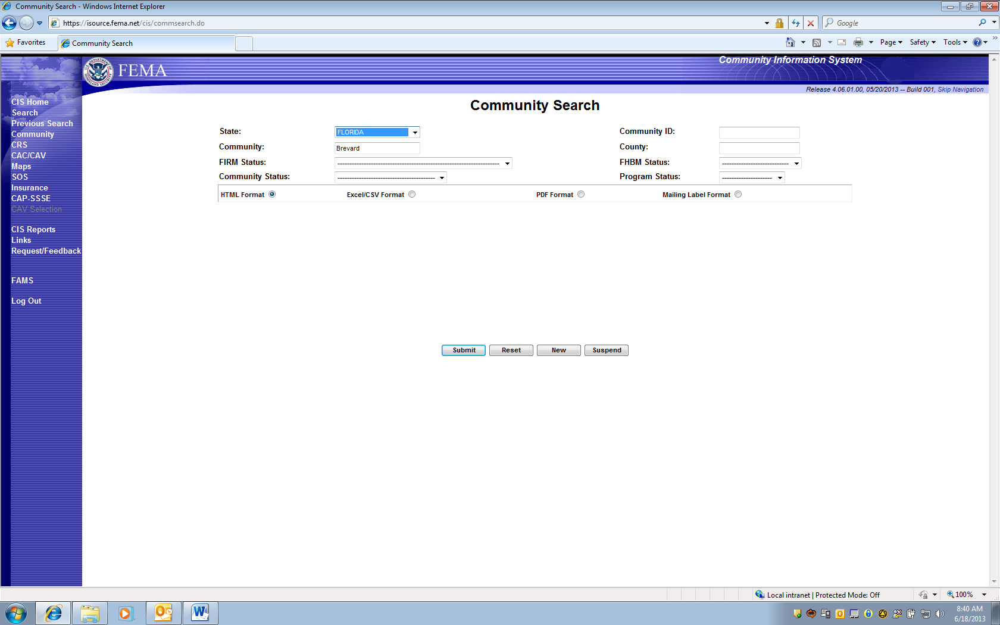 Community Search - Windows Internet Explorer
https://isource.fema.net/cis/commsearch.do
Google
Favorites
Community Search
Page
Safety
Tools
FEMA
Community Information System
Release 4.06.01.00, 05/20/2013 -- Build 001, Skip Navigation
CIS Home
Search
Previous Search
Community
CRS
CAC/CAV
Maps
SOS
Insurance
CAP-SSSE
CAV Selection
CIS Reports
Links
Request/Feedback
FAMS
Log Out
Community Search
State: FLORIDA Community ID:
Community: Brevard County:
FIRM Status: FHBM Status:
Community Status: Program Status:
HTML Format Excel/CSV Format PDF Format Mailing Label Format
Submit Reset New Suspend
Local intranet | Protected Mode: Off
100%
8:40 AM
6/18/2013